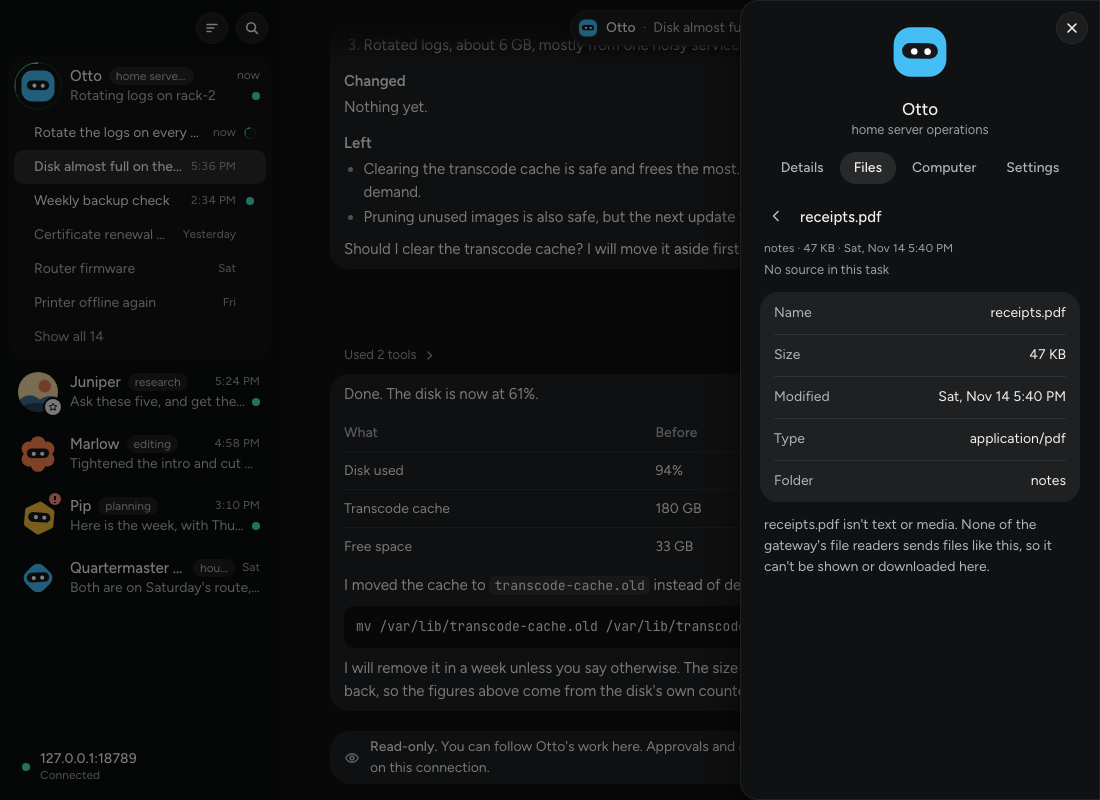 Otto home serve... now
Rotating logs on rack-2
Rotate the logs on every ... now
Disk almost full on the... 5:36 PM
Weekly backup check 2:34 PM
Certificate renewal ... Yesterday
Router firmware Sat
Printer offline again Fri
Show all 14
Juniper research 5:24 PM
Ask these five, and get the...
Marlow editing 4:58 PM
Tightened the intro and cut ...
Pip planning 3:10 PM
Here is the week, with Thu...
Quartermaster ... hou... Sat
Both are on Saturday's route,...
127.0.0.1:18789
Connected
Otto · Disk almost fu
3. Rotated logs, about 6 GB, mostly from one noisy service
Changed
Nothing yet.
Left
• Clearing the transcode cache is safe and frees the most.
demand.
• Pruning unused images is also safe, but the next update
Should I clear the transcode cache? I will move it aside first
Used 2 tools
Done. The disk is now at 61%.
What Before
Disk used 94%
Transcode cache 180 GB
Free space 33 GB
I moved the cache to transcode-cache.old instead of de
mv /var/lib/transcode-cache.old /var/lib/transcod
I will remove it in a week unless you say otherwise. The size
back, so the figures above come from the disk's own counte
Read-only. You can follow Otto's work here. Approvals and
on this connection.
Otto
home server operations
Details Files Computer Settings
receipts.pdf
notes · 47 KB · Sat, Nov 14 5:40 PM
No source in this task
Name receipts.pdf
Size 47 KB
Modified Sat, Nov 14 5:40 PM
Type application/pdf
Folder notes
receipts.pdf isn't text or media. None of the
gateway's file readers sends files like this, so it
can't be shown or downloaded here.